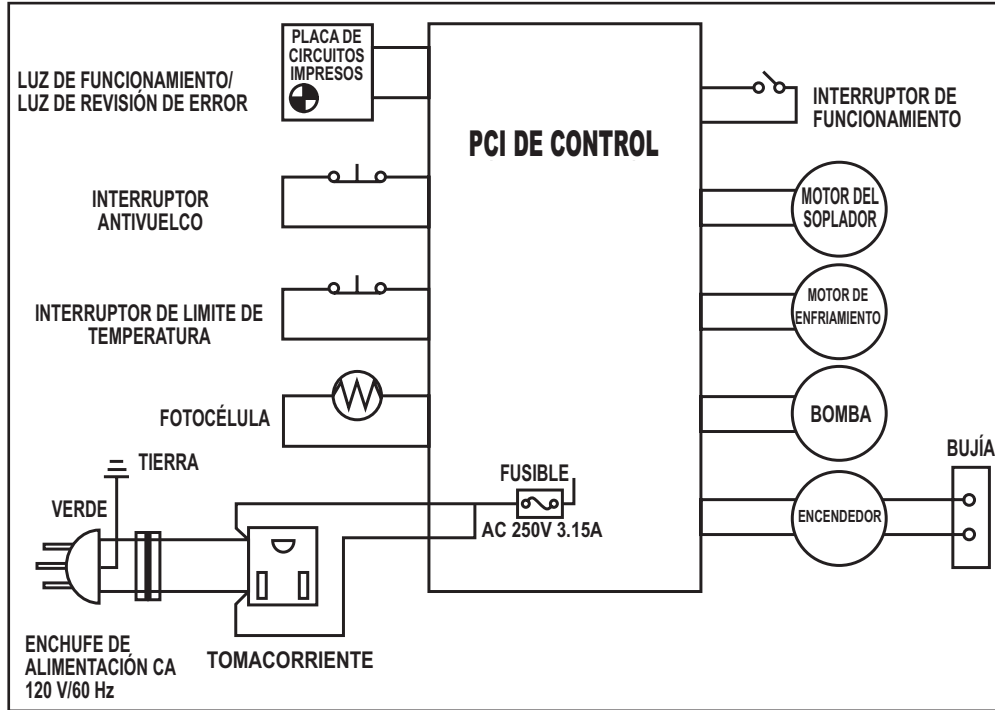 PLACA DE
CIRCUITOS
IMPRESOS
LUZ DE FUNCIONAMIENTO/
LUZ DE REVISIÓN DE ERROR
PCI DE CONTROL
INTERRUPTOR DE
FUNCIONAMIENTO
INTERRUPTOR
ANTIVUELCO
MOTOR DEL
SOPLADOR
INTERRUPTOR DE LIMITE DE
TEMPERATURA
MOTOR DE
ENFRIAMIENTO
FOTOCÉLULA
BOMBA
TIERRA
VERDE
FUSIBLE
AC 250V 3.15A
BUJÍA
ENCENDEDOR
ENCHUFE DE
ALIMENTACIÓN CA
120 V/60 Hz
TOMACORRIENTE